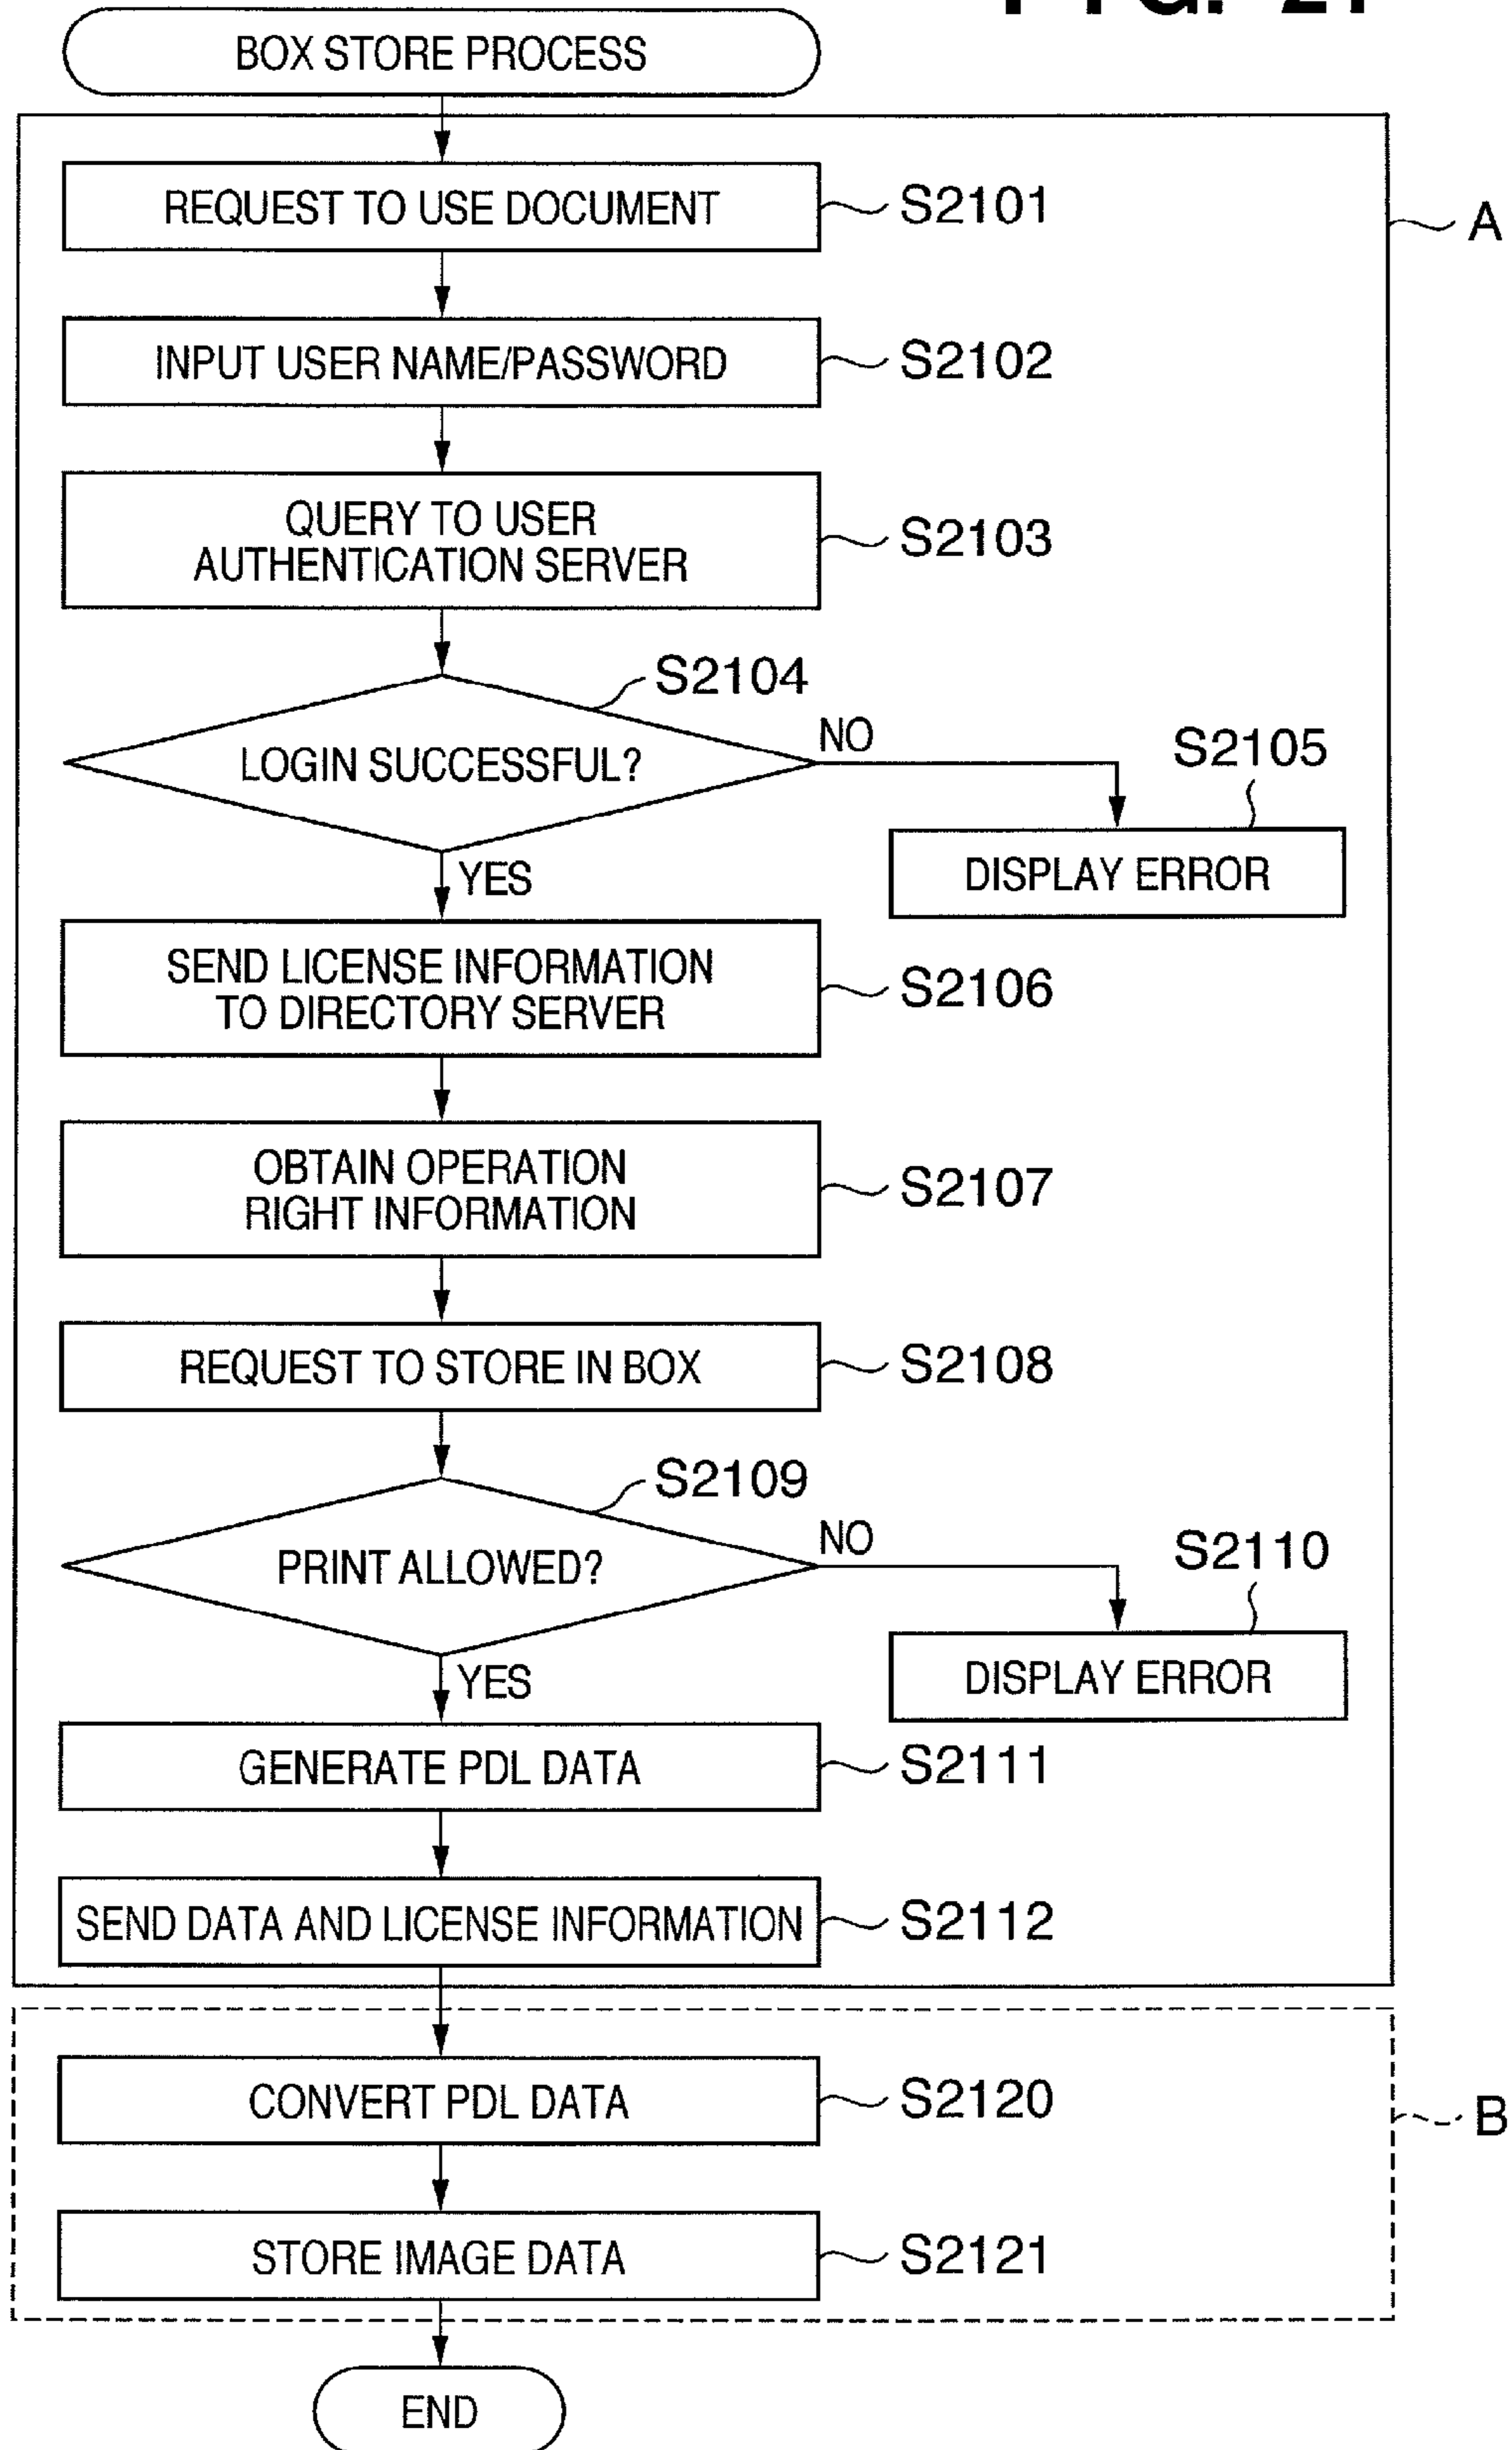 FIG. 21
BOX STORE PROCESS
REQUEST TO USE DOCUMENT
S2101
A
INPUT USER NAME/PASSWORD
S2102
QUERY TO USER
AUTHENTICATION SERVER
S2103
S2104
LOGIN SUCCESSFUL?
NO
S2105
DISPLAY ERROR
YES
SEND LICENSE INFORMATION
TO DIRECTORY SERVER
S2106
OBTAIN OPERATION
RIGHT INFORMATION
S2107
REQUEST TO STORE IN BOX
S2108
S2109
PRINT ALLOWED?
NO
S2110
DISPLAY ERROR
YES
GENERATE PDL DATA
S2111
SEND DATA AND LICENSE INFORMATION
S2112
CONVERT PDL DATA
S2120
B
STORE IMAGE DATA
S2121
END